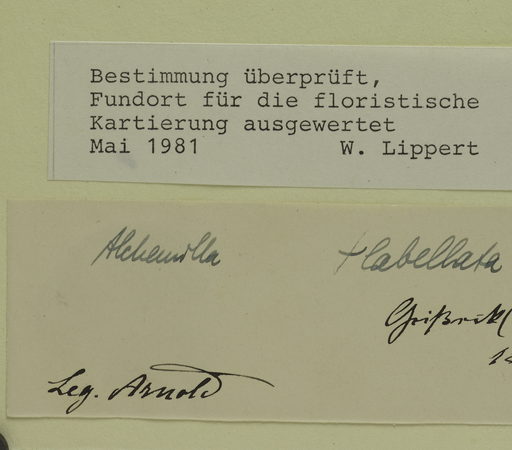 Bestimmung überprüft,
Fundort für die floristische
Kartierung ausgewertet
Mai 1981 W. Lippert
Alchemilla flabellata
Leg. Arnold